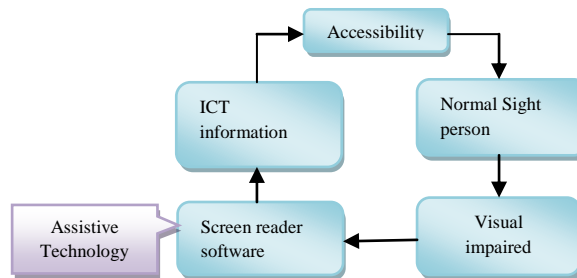 Accessibility
ICT
information
Normal Sight
person
Assistive
Technology
Screen reader
software
Visual
impaired